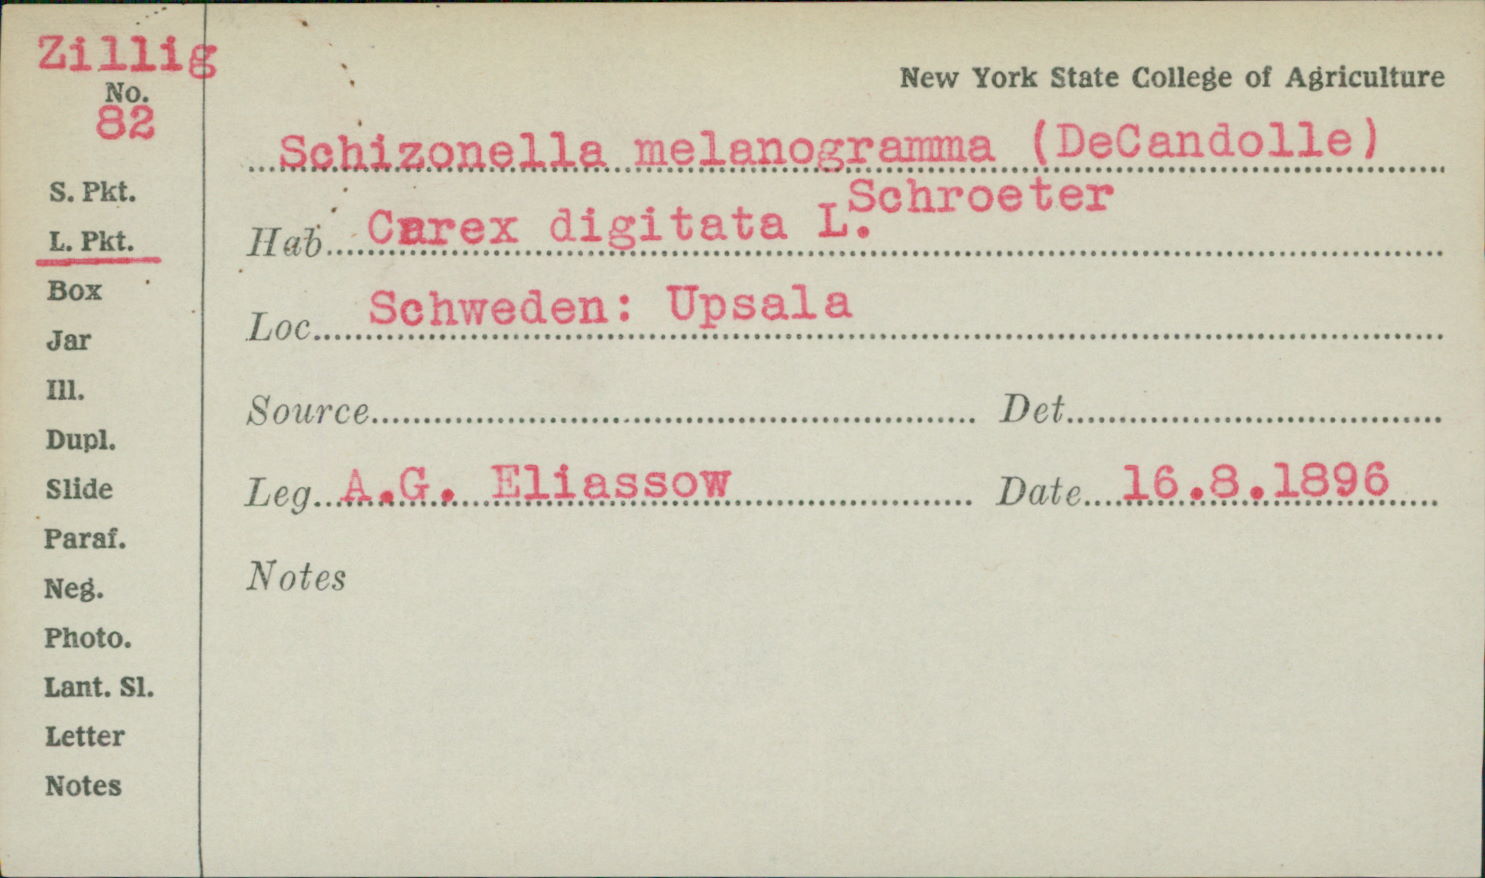 Zillig
No.
82
S. Pkt.
L. Pkt.
Box
Jar
Ill.
Dupl.
Slide
Paraf.
Neg.
Photo.
Lant. Sl.
Letter
Notes
New York State College of Agriculture
Schizonella melanogramma (DeCandolle)
Schroeter
Hab. Carex digitata L.
Loc. Schweden: Upsala
Source Det.
Leg. A.G. Eliassow Date 16.8.1896
Notes